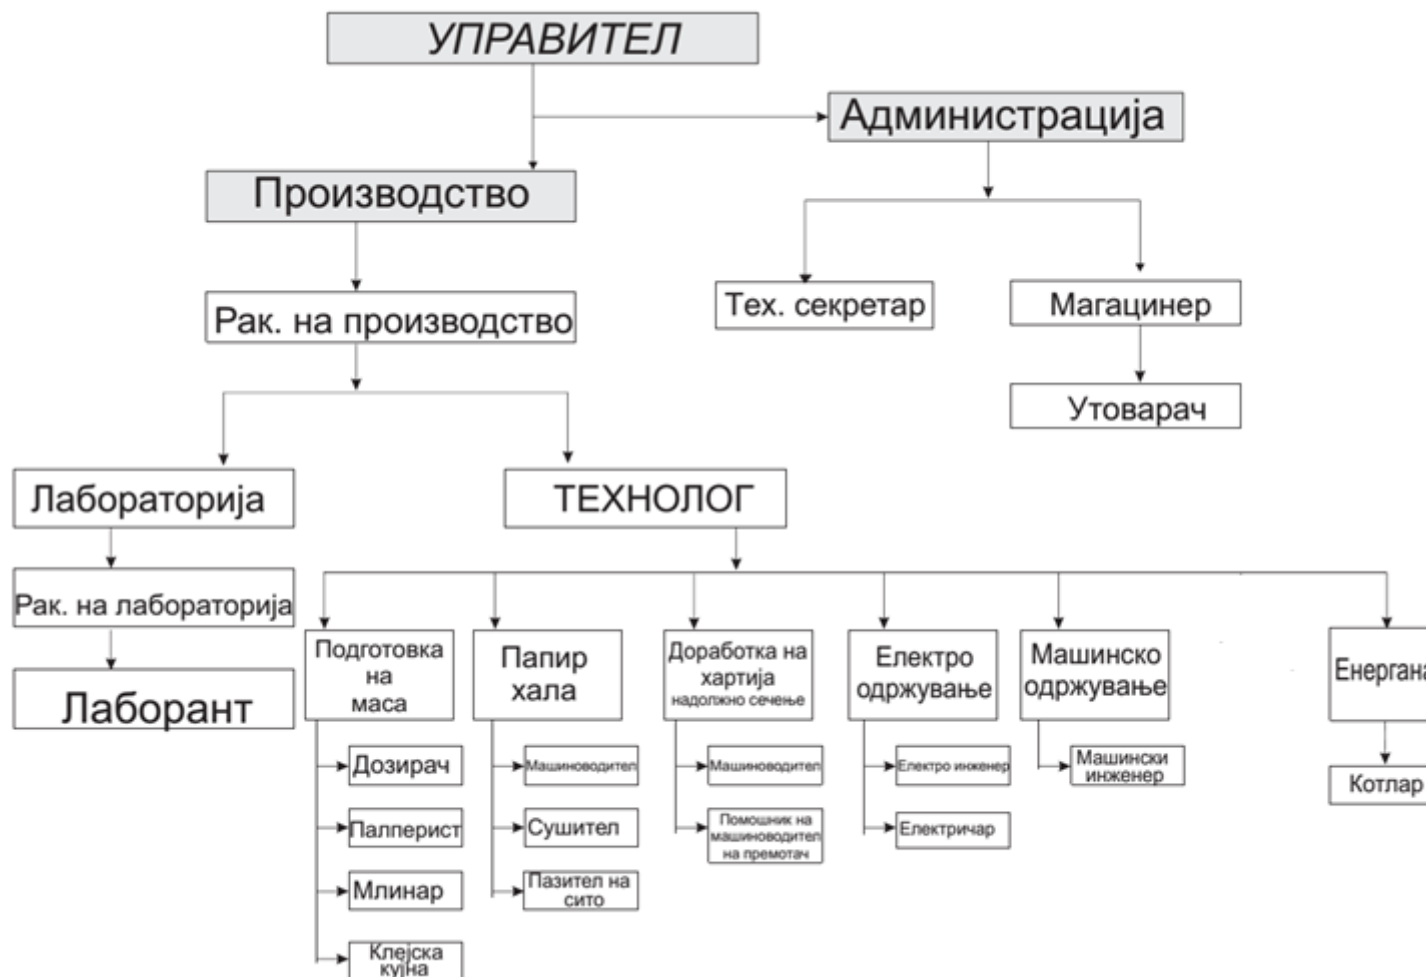 УПРАВИТЕЛ
Администрација
Производство
Тех. секретар
Магацинер
Рак. на производство
Утоварач
Лабораторија
ТЕХНОЛОГ
Рак. на лабораторија
Лаборант
Подготовка
на
маса
Папир
хала
Доработка на
хартија
надолжно сечење
Електро
одржување
Машинско
одржување
Енергана
Дозирач
Палперист
Млинар
Клејска
кујна
Машиноводител
Сушител
Пазител на
сито
Машиноводител
Помошник на
машиноводител
на премотач
Електро инженер
Електричар
Машински
инженер
Котлар